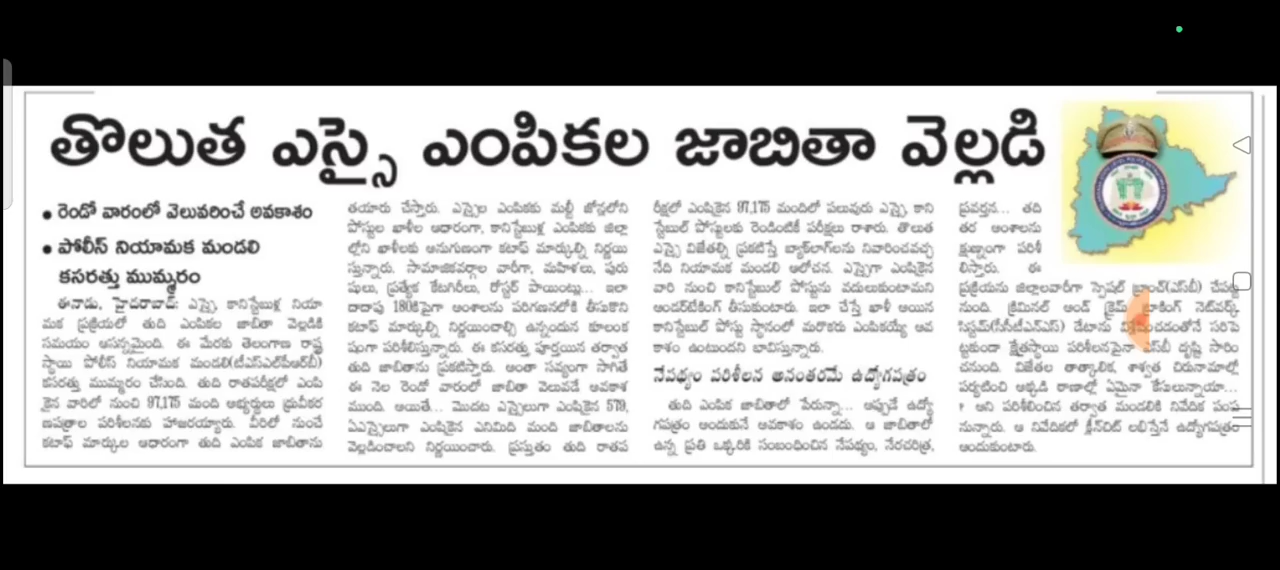 తొలుత ఎస్సై ఎంపికల జాబితా వెల్లడి
• రెండో వారంలో వెలువరించే అవకాశం
• పోలీస్ నియామక మండలి
కసరత్తు ముమ్మరం
ఈనాడు, హైదరాబాద్: ఎస్సై, కానిస్టేబుళ్ల నియా
మక ప్రక్రియలో తుది ఎంపికల జాబితా వెల్లడికి
సమయం ఆసన్నమైంది. ఈ మేరకు తెలంగాణ రాష్ట్ర
స్థాయి పోలీస్ నియామక మండలి(టీఎస్ఎల్పీఆర్బీ)
కసరత్తు ముమ్మరం చేసింది. తుది రాతపరీక్షలో ఎంపి
కైన వారిలో నుంచి 97,175 మంది అభ్యర్థులు ధ్రువీకర
ణపత్రాల పరిశీలనకు హాజరయ్యారు. వీరిలో నుంచే
కటాఫ్ మార్కుల ఆధారంగా తుది ఎంపిక జాబితాను
తయారు చేస్తారు. ఎస్సైల ఎంపికకు మల్టీ జోన్లలోని
పోస్టుల ఖాళీల ఆధారంగా, కానిస్టేబుళ్ల ఎంపికకు జిల్లా
ల్లోని ఖాళీలకు అనుగుణంగా కటాఫ్ మార్కుల్ని నిర్ణయి
స్తున్నారు. సామాజికవర్గాల వారీగా, మహిళలు, పురు
షులు, ప్రత్యేక కేటగిరీలు, రోస్టర్ పాయింట్లు... ఇలా
దాదాపు 180కిపైగా అంశాలను పరిగణనలోకి తీసుకొని
కటాఫ్ మార్కుల్ని నిర్ణయించాల్సి ఉన్నందున కూలంక
షంగా పరిశీలిస్తున్నారు. ఈ కసరత్తు పూర్తయిన తర్వాత
తుది జాబితాను ప్రకటిస్తారు. అంతా సవ్యంగా సాగితే
ఈ నెల రెండో వారంలో జాబితా వెలువడే అవకాశ
ముంది. అయితే... మొదట ఎస్సైలుగా ఎంపికైన 579,
ఏఎస్సైలుగా ఎంపికైన ఎనిమిది మంది జాబితాలను
వెల్లడించాలని నిర్ణయించారు. ప్రస్తుతం తుది రాతప
రీక్షలో ఎంపికైన 97,175 మందిలో పలువురు ఎస్సై, కాని
స్టేబుల్ పోస్టులకు రెండింటికీ పరీక్షలు రాశారు. తొలుత
ఎస్సై విజేతల్ని ప్రకటిస్తే బ్యాక్‌లాగ్‌లను నివారించవచ్చ
నేది నియామక మండలి ఆలోచన. ఎస్సైగా ఎంపికైన
వారి నుంచి కానిస్టేబుల్ పోస్టును వదులుకుంటామని
అండర్‌టేకింగ్ తీసుకుంటారు. ఇలా చేస్తే ఖాళీ అయిన
కానిస్టేబుల్ పోస్టు స్థానంలో మరొకరు ఎంపికయ్యే అవ
కాశం ఉంటుందని భావిస్తున్నారు.
నేపథ్యం పరిశీలన అనంతరమే ఉద్యోగపత్రం
తుది ఎంపిక జాబితాలో పేరున్నా... అప్పుడే ఉద్యో
గపత్రం అందుకునే అవకాశం ఉండదు. ఆ జాబితాలో
ఉన్న ప్రతి ఒక్కరికి సంబంధించిన నేపథ్యం, నేరచరిత్ర,
ప్రవర్తన... తది
తర అంశాలను
క్షుణ్నంగా పరిశీ
లిస్తారు. ఈ
ప్రక్రియను జిల్లాలవారీగా స్పెషల్ బ్రాంచ్(ఎస్‌బీ) చేపట్ట
నుంది. క్రిమినల్ అండ్ క్రైమ్ ట్రాకింగ్ నెట్‌వర్క్
సిస్టమ్(సీసీటీఎన్ఎస్) డేటాను విశ్లేషించడంతోనే సరిపె
ట్టకుండా క్షేత్రస్థాయి పరిశీలనపైనా ఎస్‌బీ దృష్టి సారిం
చనుంది. విజేతల తాత్కాలిక, శాశ్వత చిరునామాల్లో
పర్యటించి అక్కడి ఠాణాల్లో ఏమైనా కేసులున్నాయా...
? అని పరిశీలించిన తర్వాత మండలికి నివేదిక పంప
నున్నారు. ఆ నివేదికలో క్లీన్‌చిట్ లభిస్తేనే ఉద్యోగపత్రం
అందుకుంటారు.